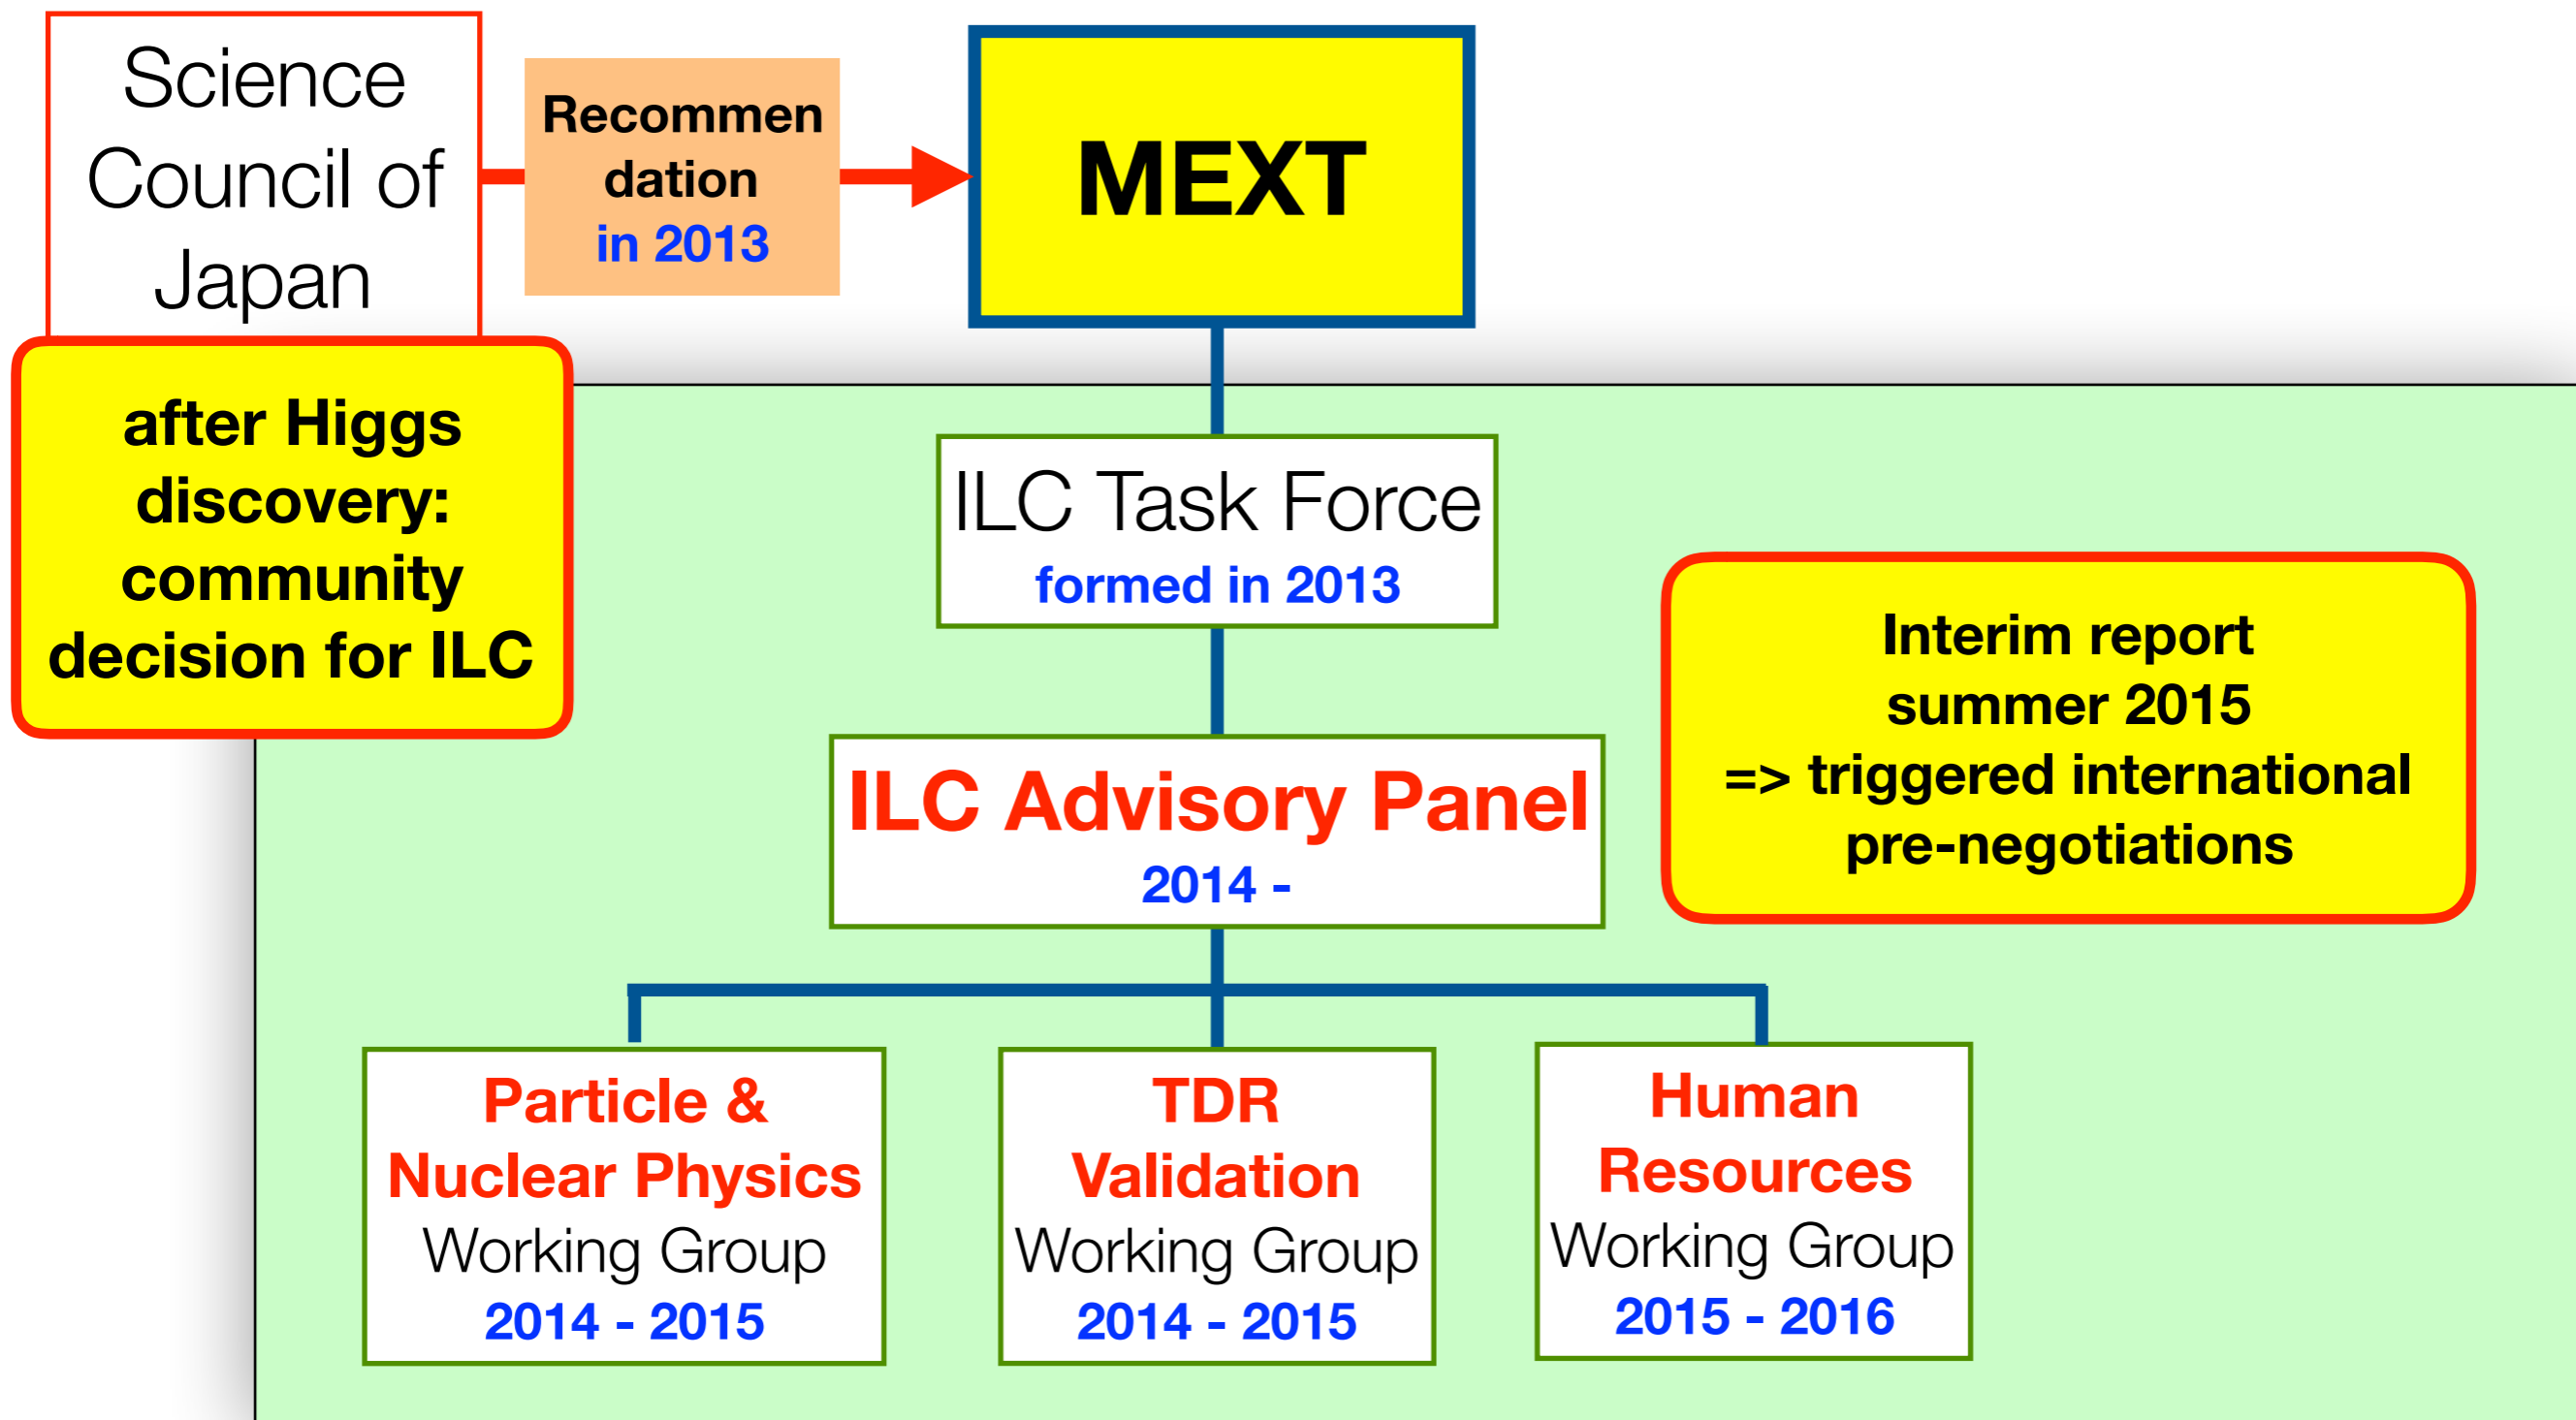 Science
Council of
Japan
Recommen
dation
in 2013
MEXT
after Higgs
discovery:
community
decision for ILC
ILC Task Force
formed in 2013
Interim report
summer 2015
=> triggered international
pre-negotiations
ILC Advisory Panel
2014 -
Particle &
Nuclear Physics
Working Group
2014 - 2015
TDR
Validation
Working Group
2014 - 2015
Human
Resources
Working Group
2015 - 2016